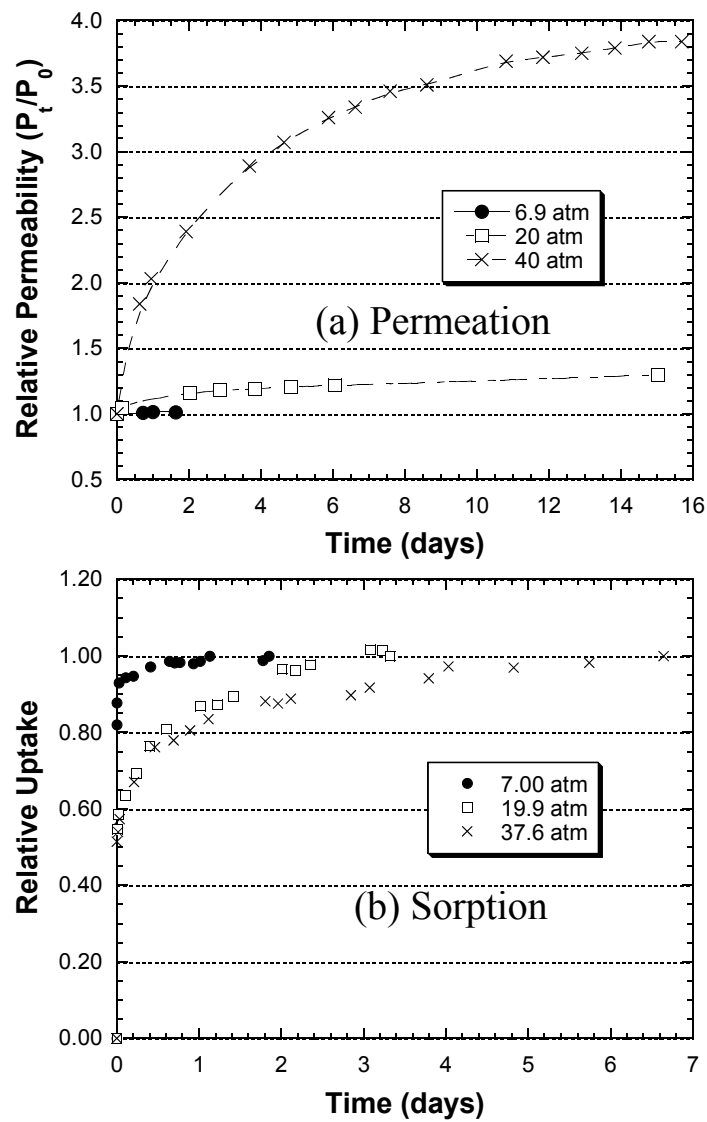 4.0
3.5
3.0
2.5
2.0
1.5
1.0
0.5
Relative Permeability (Pt/P0)
6.9 atm
20 atm
40 atm
(a) Permeation
0 2 4 6 8 10 12 14 16
Time (days)
1.20
1.00
0.80
0.60
0.40
0.20
0.00
Relative Uptake
7.00 atm
19.9 atm
37.6 atm
(b) Sorption
0 1 2 3 4 5 6 7
Time (days)